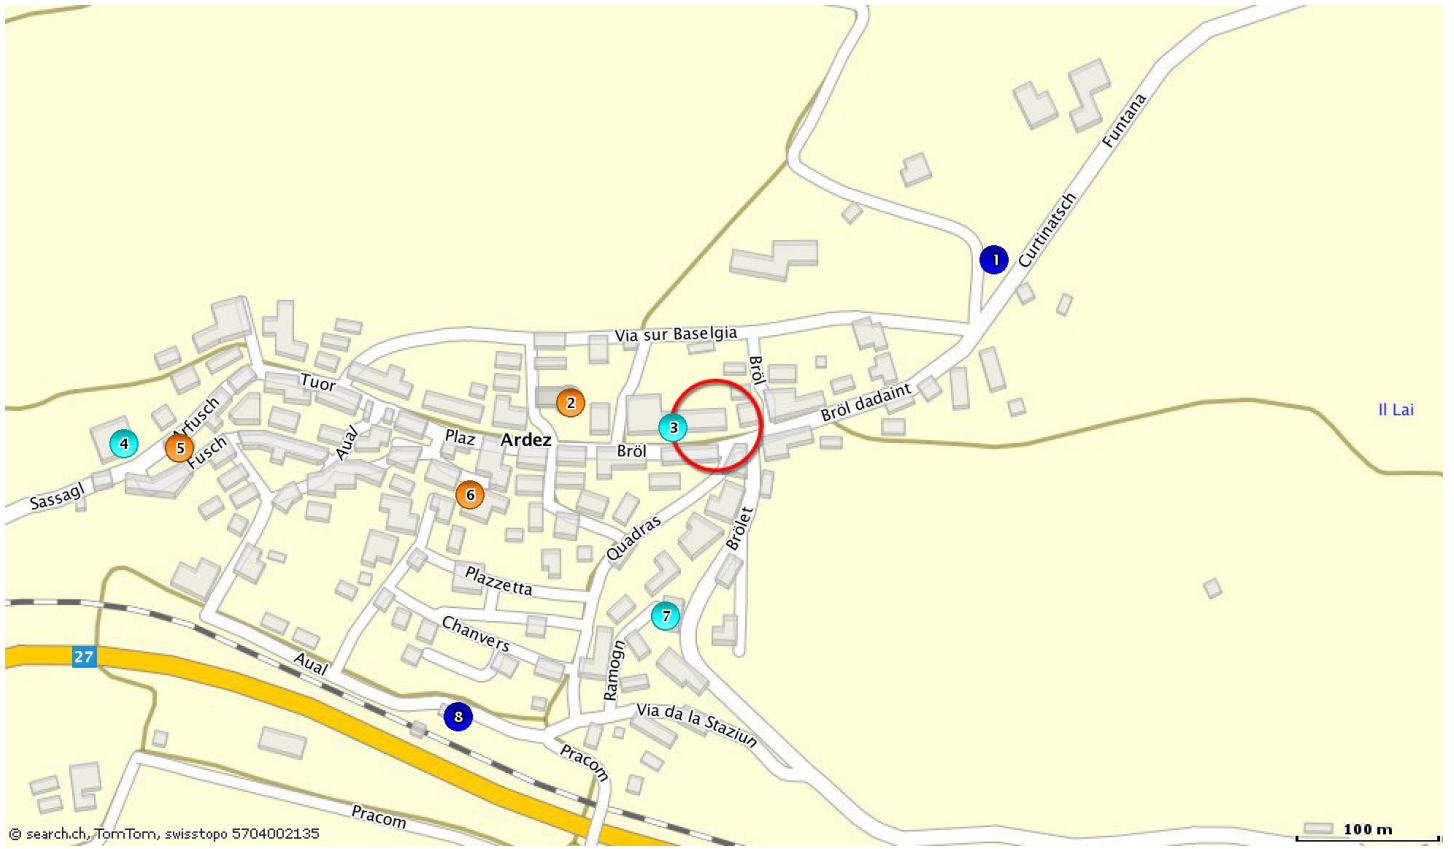 Funtana
Curtinatsch
1
Via sur Baselgia
Bröl
Tuor
Bröl dadaint
2
Il Lai
Arfusch
3
4
Plaz
Ardez
Aual
5
Fusch
Bröl
Sassagl
6
Quadras
Brölet
Plazzetta
7
Chanvers
27
Aual
Ramogn
8
Via da la Staziun
Pracom
Pracom
© search.ch, TomTom, swisstopo 5704002135
100 m